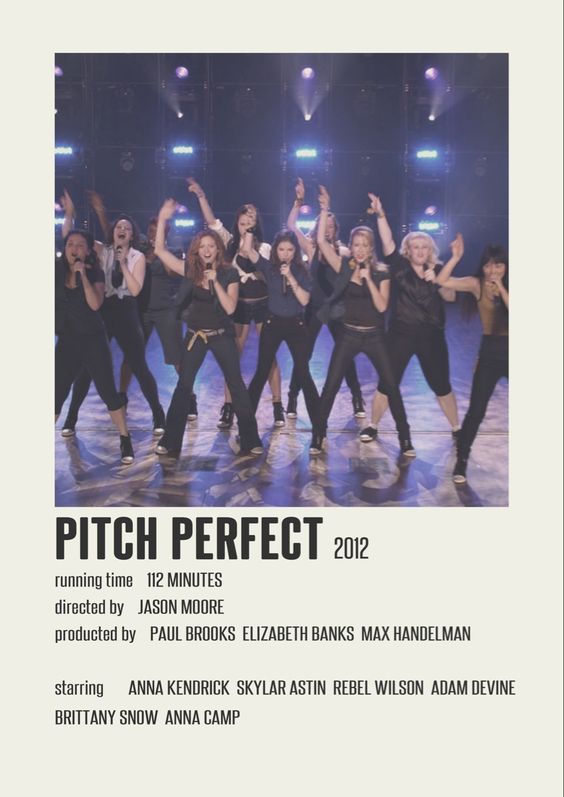 PITCH PERFECT 2012
running time 112 MINUTES
directed by JASON MOORE
producted by PAUL BROOKS ELIZABETH BANKS MAX HANDELMAN
starring ANNA KENDRICK SKYLAR ASTIN REBEL WILSON ADAM DEVINE
BRITTANY SNOW ANNA CAMP